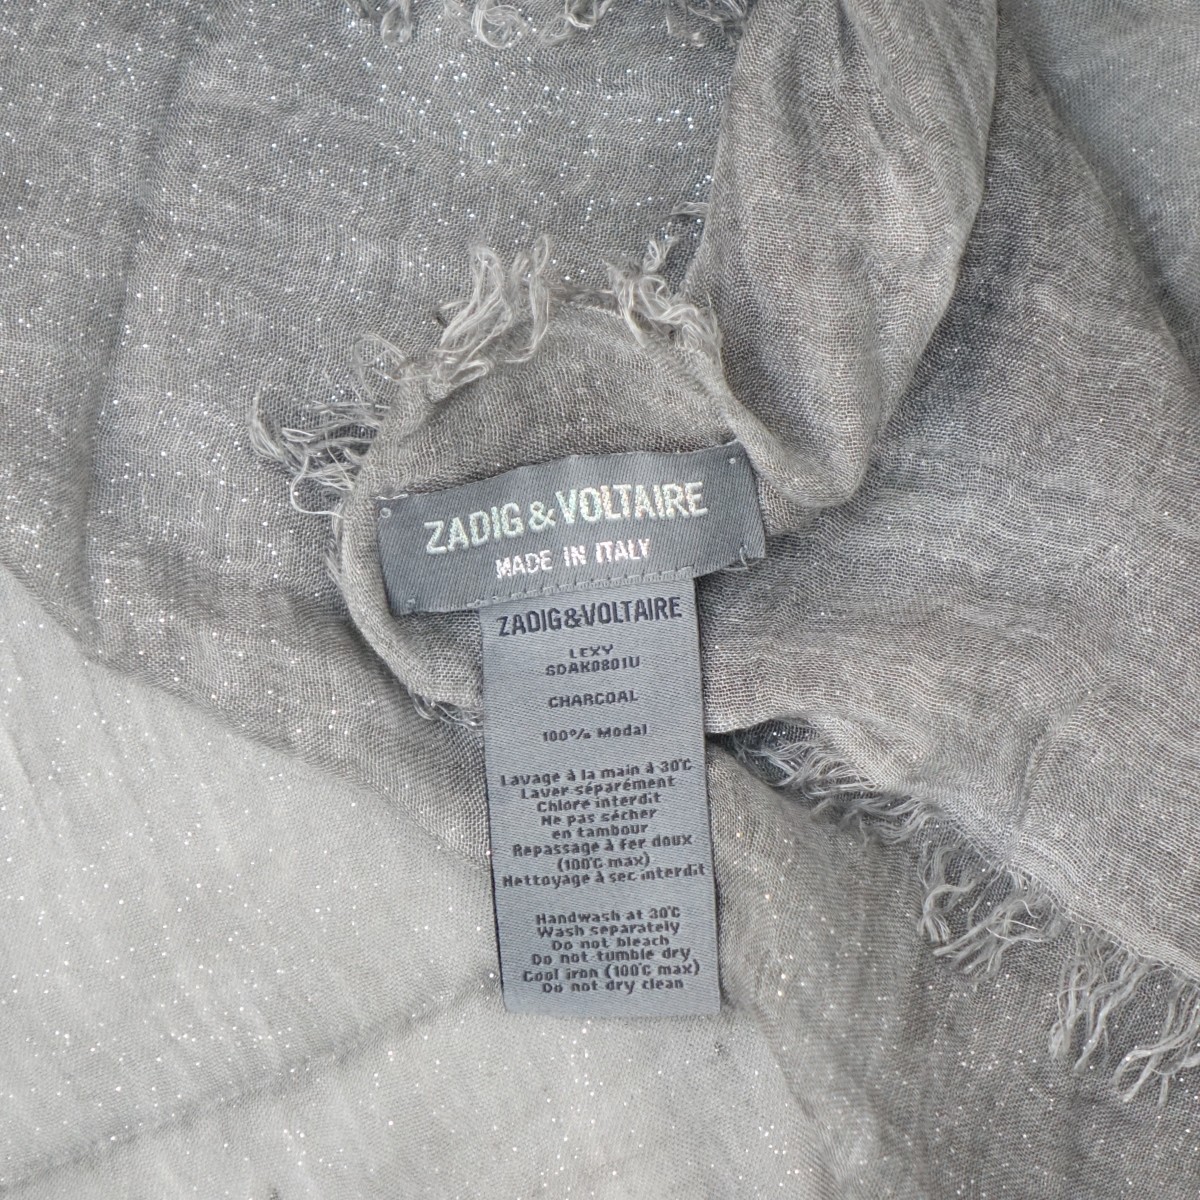 ZADIG&VOLTAIRE
MADE IN ITALY
ZADIG&VOLTAIRE
LEXY
SDAK0801U
CHARCOAL
100% Modal
Lavage à la main à 30°C
Laver séparément
Chlore interdit
Ne pas sécher
en tambour
Repassage à fer doux
(100°C max)
Nettoyage À sec interdit
Handwash at 30°C
Wash separately
Do not bleach
Do not tumble dry
Cool iron (100°C max)
Do not dry clean